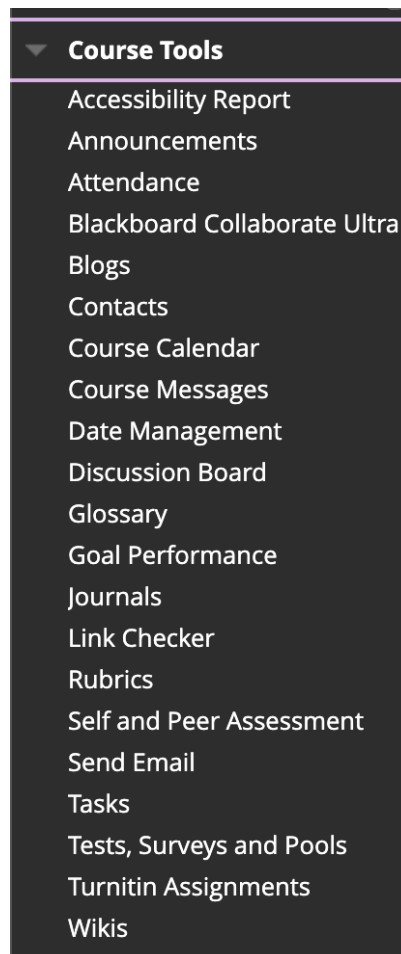 Course Tools
Accessibility Report
Announcements
Attendance
Blackboard Collaborate Ultra
Blogs
Contacts
Course Calendar
Course Messages
Date Management
Discussion Board
Glossary
Goal Performance
Journals
Link Checker
Rubrics
Self and Peer Assessment
Send Email
Tasks
Tests, Surveys and Pools
Turnitin Assignments
Wikis